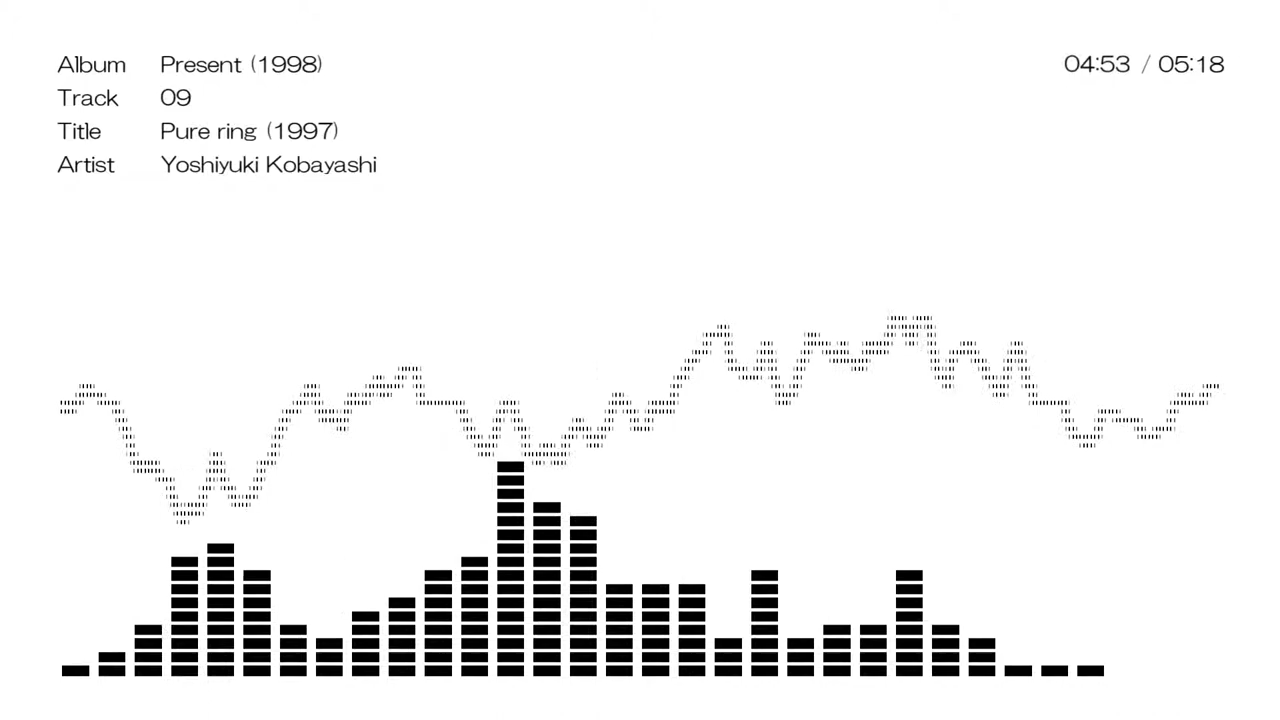 Album Present (1998) 04:53 / 05:18
Track 09
Title Pure ring (1997)
Artist Yoshiyuki Kobayashi